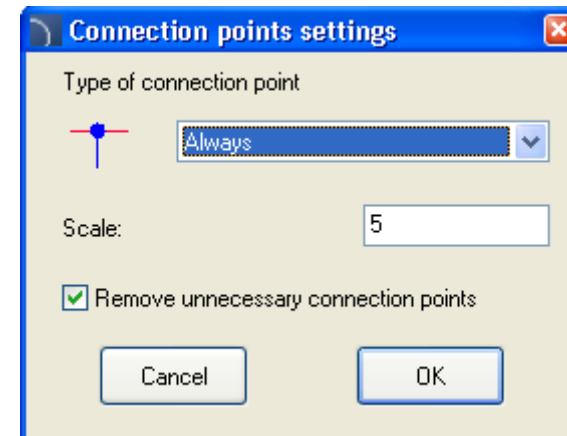 Connection points settings
Type of connection point
Always
Scale:
5
Remove unnecessary connection points
Cancel
OK